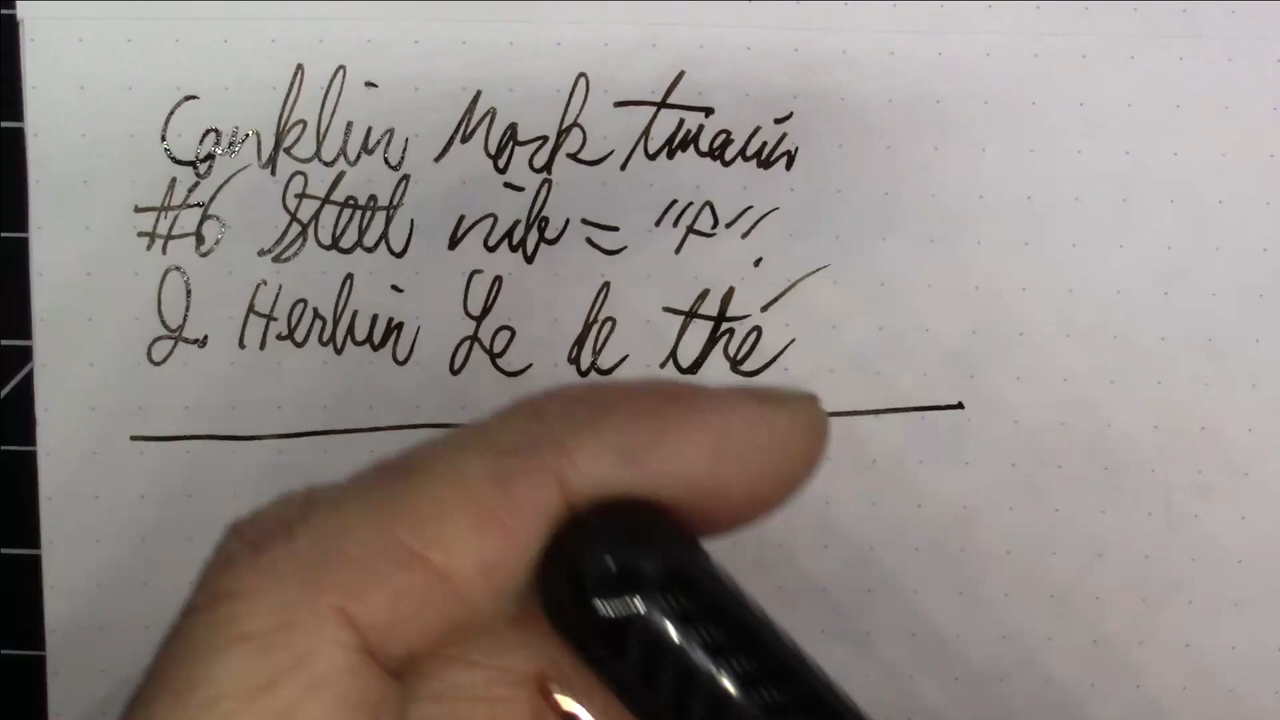 Conklin Mark Twain
#6 Steel nib = "F"
J. Herbin Le de thé